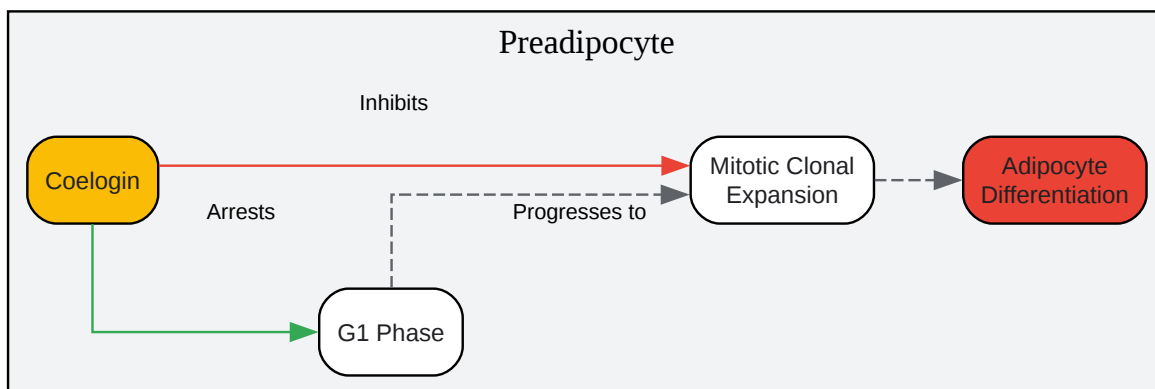 Preadipocyte
Inhibits
Coelogin
Mitotic Clonal
Expansion
Adipocyte
Differentiation
Arrests
Progresses to
G1 Phase